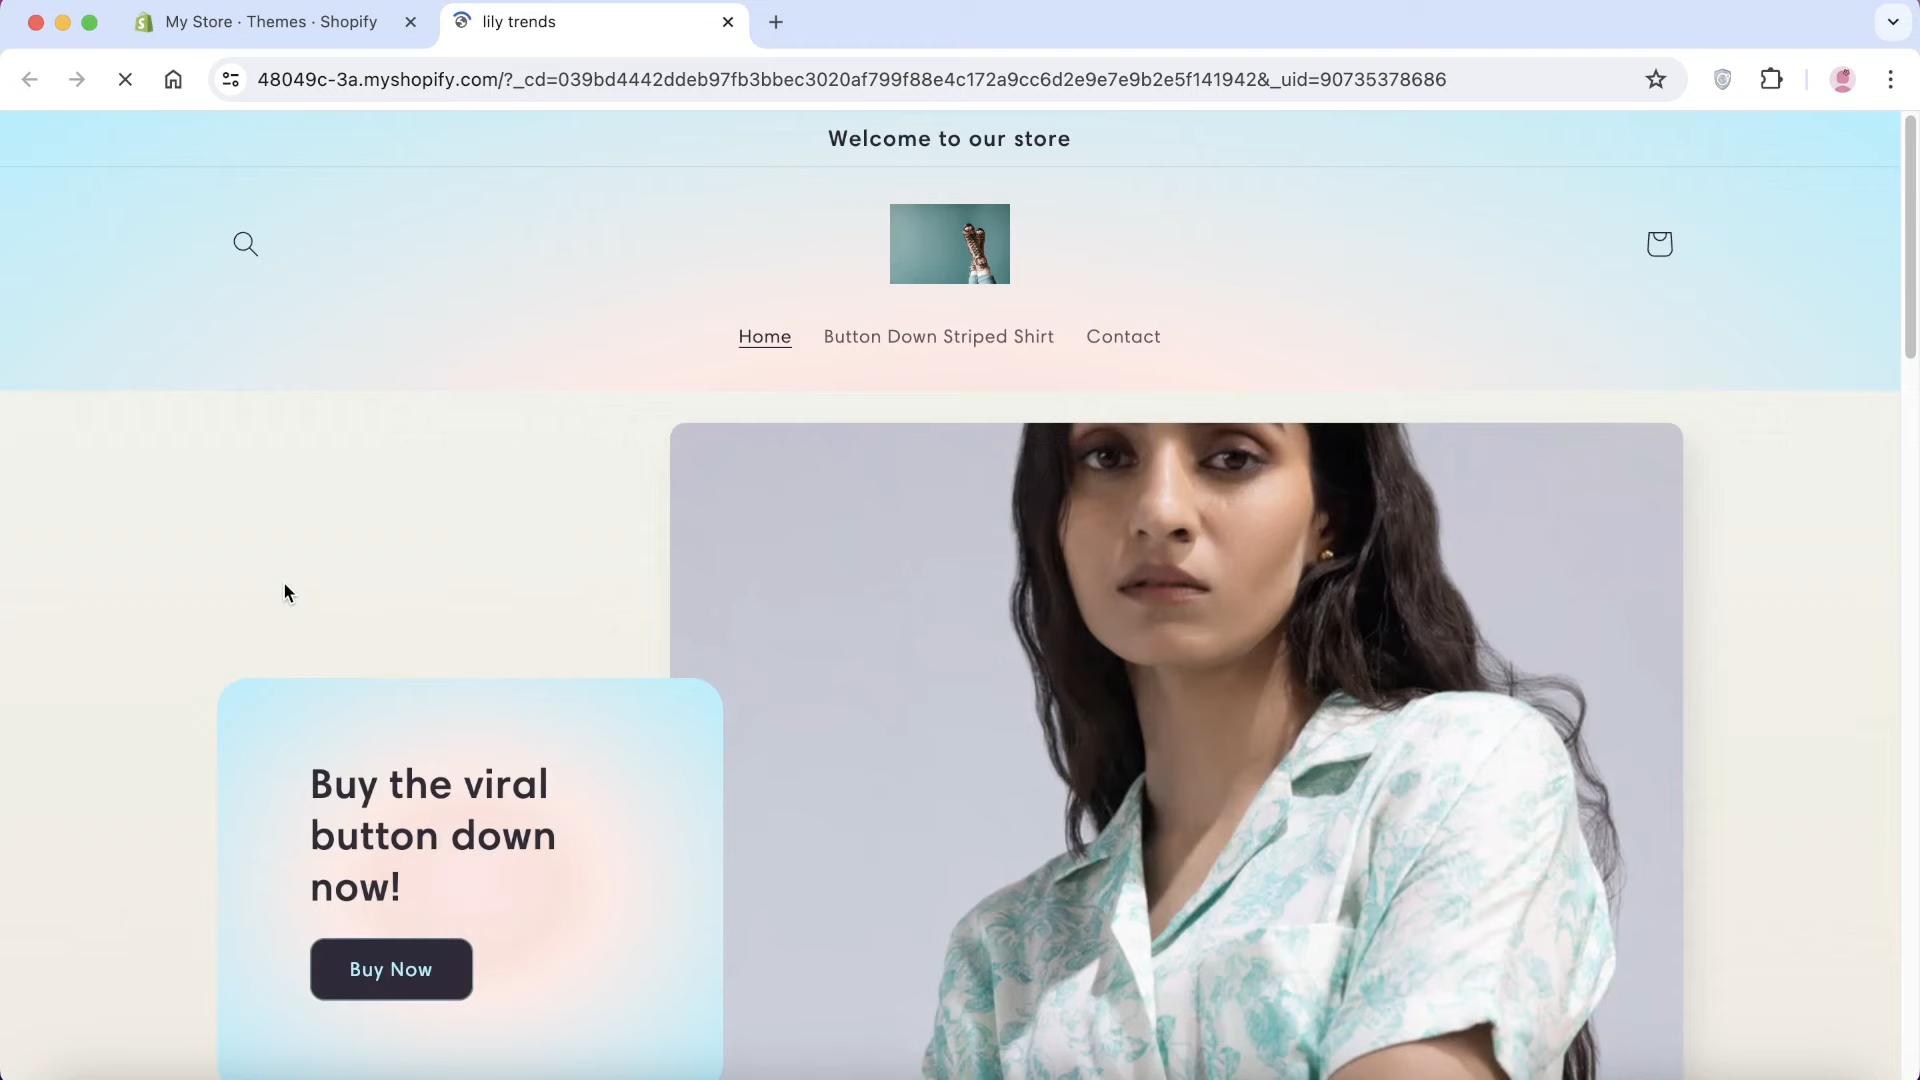 My Store · Themes · Shopify
lily trends
48049c-3a.myshopify.com/?_cd=039bd4442ddeb97fb3bbec3020af799f88e4c172a9cc6d2e9e7e9b2e5f141942&_uid=90735378686
Welcome to our store
Home Button Down Striped Shirt Contact
Buy the viral
button down
now!
Buy Now